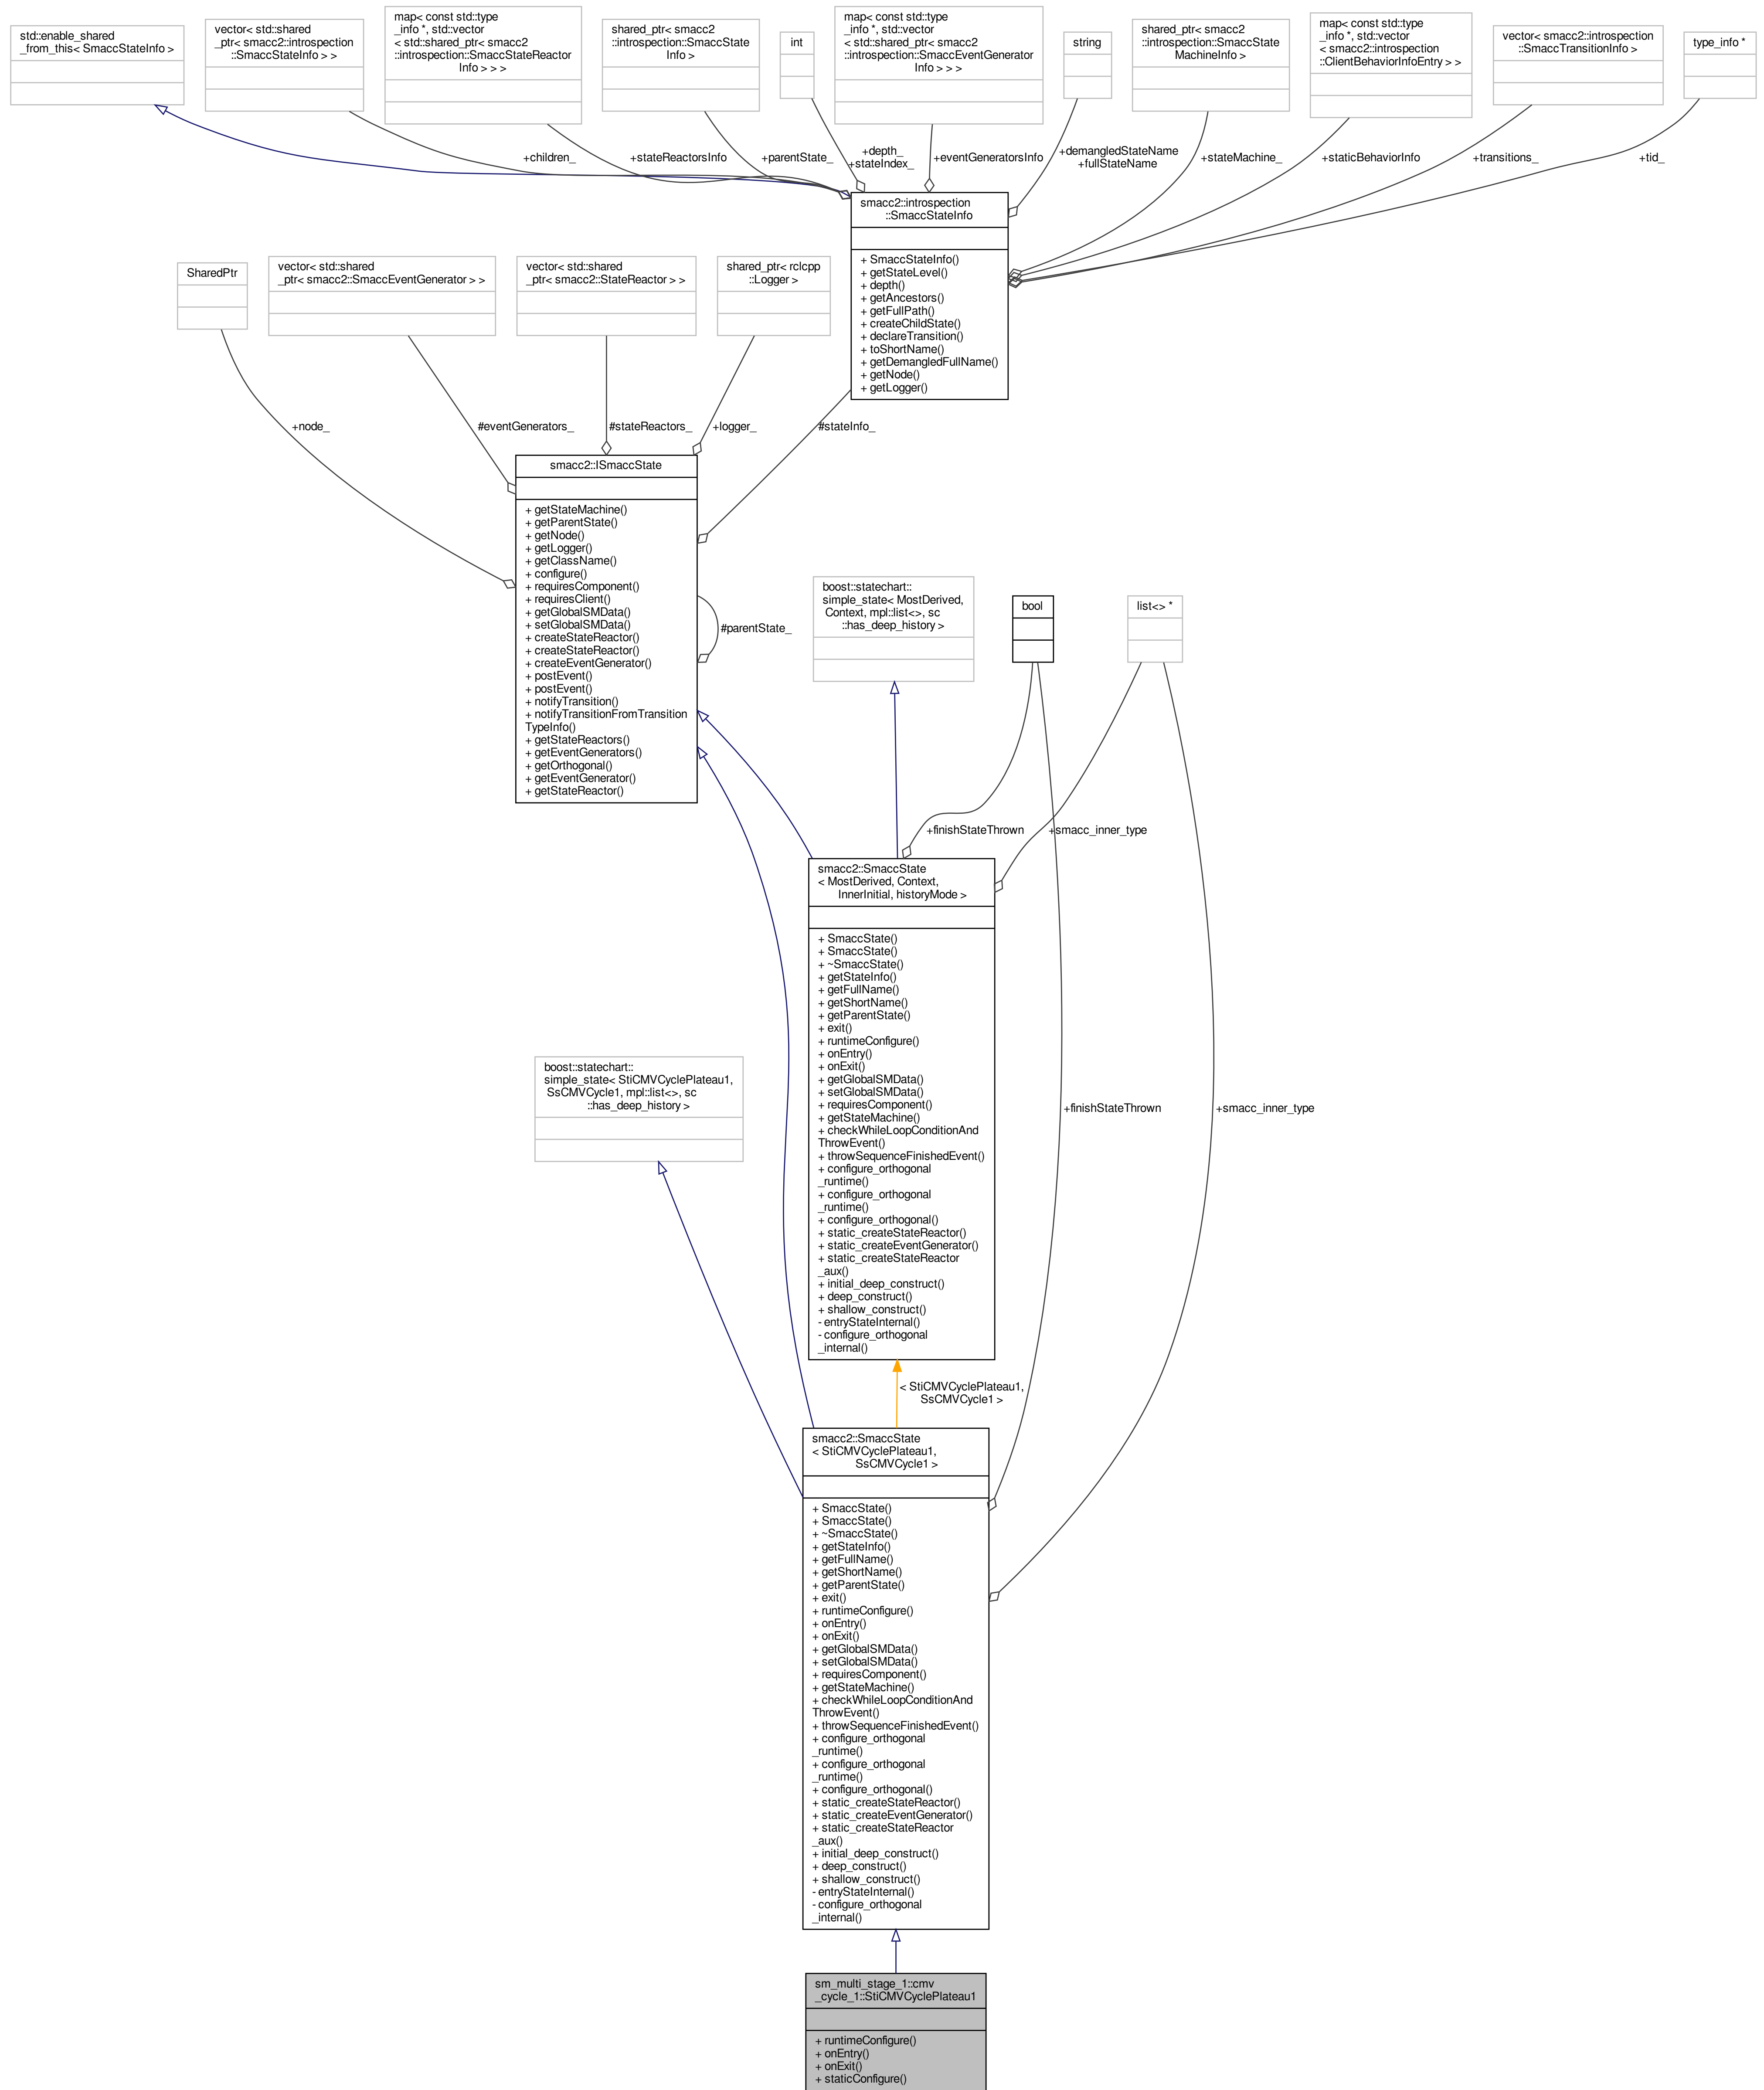 std::enable_shared
_from_this< SmaccStateInfo >
vector< std::shared
_ptr< smacc2::introspection
::SmaccStateInfo > >
map< const std::type
_info *, std::vector
< std::shared_ptr< smacc2
::introspection::SmaccStateReactor
Info > > >
shared_ptr< smacc2
::introspection::SmaccState
Info >
int
map< const std::type
_info *, std::vector
< std::shared_ptr< smacc2
::introspection::SmaccEventGenerator
Info > > >
string
shared_ptr< smacc2
::introspection::SmaccState
MachineInfo >
map< const std::type
_info *, std::vector
< smacc2::introspection
::ClientBehaviorInfoEntry > >
vector< smacc2::introspection
::SmaccTransitionInfo >
type_info *
+children_
+stateReactorsInfo
+parentState_
+depth_
+stateIndex_
+eventGeneratorsInfo
+demangledStateName
+fullStateName
+stateMachine_
+staticBehaviorInfo
+transitions_
+tid_
smacc2::introspection
::SmaccStateInfo
+ SmaccStateInfo()
+ getStateLevel()
+ depth()
+ getAncestors()
+ getFullPath()
+ createChildState()
+ declareTransition()
+ toShortName()
+ getDemangledFullName()
+ getNode()
+ getLogger()
SharedPtr
vector< std::shared
_ptr< smacc2::SmaccEventGenerator > >
vector< std::shared
_ptr< smacc2::StateReactor > >
shared_ptr< rclcpp
::Logger >
+node_
#eventGenerators_
#stateReactors_
+logger_
#stateInfo_
smacc2::ISmaccState
+ getStateMachine()
+ getParentState()
+ getNode()
+ getLogger()
+ getClassName()
+ configure()
+ requiresComponent()
+ requiresClient()
+ getGlobalSMData()
+ setGlobalSMData()
+ createStateReactor()
+ createStateReactor()
+ createEventGenerator()
+ postEvent()
+ postEvent()
+ notifyTransition()
+ notifyTransitionFromTransition
TypeInfo()
+ getStateReactors()
+ getEventGenerators()
+ getOrthogonal()
+ getEventGenerator()
+ getStateReactor()
#parentState_
boost::statechart::
simple_state< MostDerived,
Context, mpl::list<>, sc
::has_deep_history >
bool
list<> *
+finishStateThrown
+smacc_inner_type
smacc2::SmaccState
< MostDerived, Context,
InnerInitial, historyMode >
+ SmaccState()
+ SmaccState()
+ ~SmaccState()
+ getStateInfo()
+ getFullName()
+ getShortName()
+ getParentState()
+ exit()
+ runtimeConfigure()
+ onEntry()
+ onExit()
+ getGlobalSMData()
+ setGlobalSMData()
+ requiresComponent()
+ getStateMachine()
+ checkWhileLoopConditionAnd
ThrowEvent()
+ throwSequenceFinishedEvent()
+ configure_orthogonal
_runtime()
+ configure_orthogonal
_runtime()
+ configure_orthogonal()
+ static_createStateReactor()
+ static_createEventGenerator()
+ static_createStateReactor
_aux()
+ initial_deep_construct()
+ deep_construct()
+ shallow_construct()
- entryStateInternal()
- configure_orthogonal
_internal()
boost::statechart::
simple_state< StiCMVCyclePlateau1,
SsCMVCycle1, mpl::list<>, sc
::has_deep_history >
+finishStateThrown
+smacc_inner_type
< StiCMVCyclePlateau1,
SsCMVCycle1 >
smacc2::SmaccState
< StiCMVCyclePlateau1,
SsCMVCycle1 >
+ SmaccState()
+ SmaccState()
+ ~SmaccState()
+ getStateInfo()
+ getFullName()
+ getShortName()
+ getParentState()
+ exit()
+ runtimeConfigure()
+ onEntry()
+ onExit()
+ getGlobalSMData()
+ setGlobalSMData()
+ requiresComponent()
+ getStateMachine()
+ checkWhileLoopConditionAnd
ThrowEvent()
+ throwSequenceFinishedEvent()
+ configure_orthogonal
_runtime()
+ configure_orthogonal
_runtime()
+ configure_orthogonal()
+ static_createStateReactor()
+ static_createEventGenerator()
+ static_createStateReactor
_aux()
+ initial_deep_construct()
+ deep_construct()
+ shallow_construct()
- entryStateInternal()
- configure_orthogonal
_internal()
sm_multi_stage_1::cmv
_cycle_1::StiCMVCyclePlateau1
+ runtimeConfigure()
+ onEntry()
+ onExit()
+ staticConfigure()